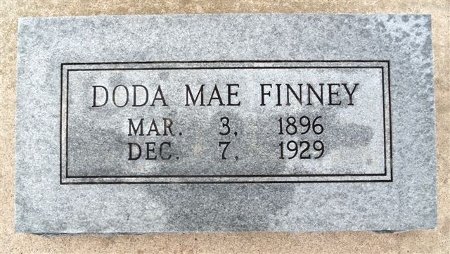 DODA MAE FINNEY
MAR. 3, 1896
DEC. 7, 1929